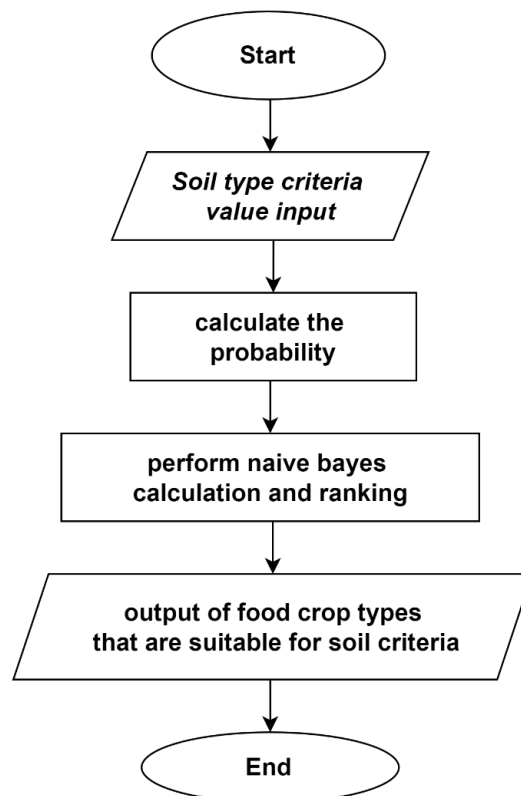 Start
Soil type criteria
value input
calculate the
probability
perform naive bayes
calculation and ranking
output of food crop types
that are suitable for soil criteria
End